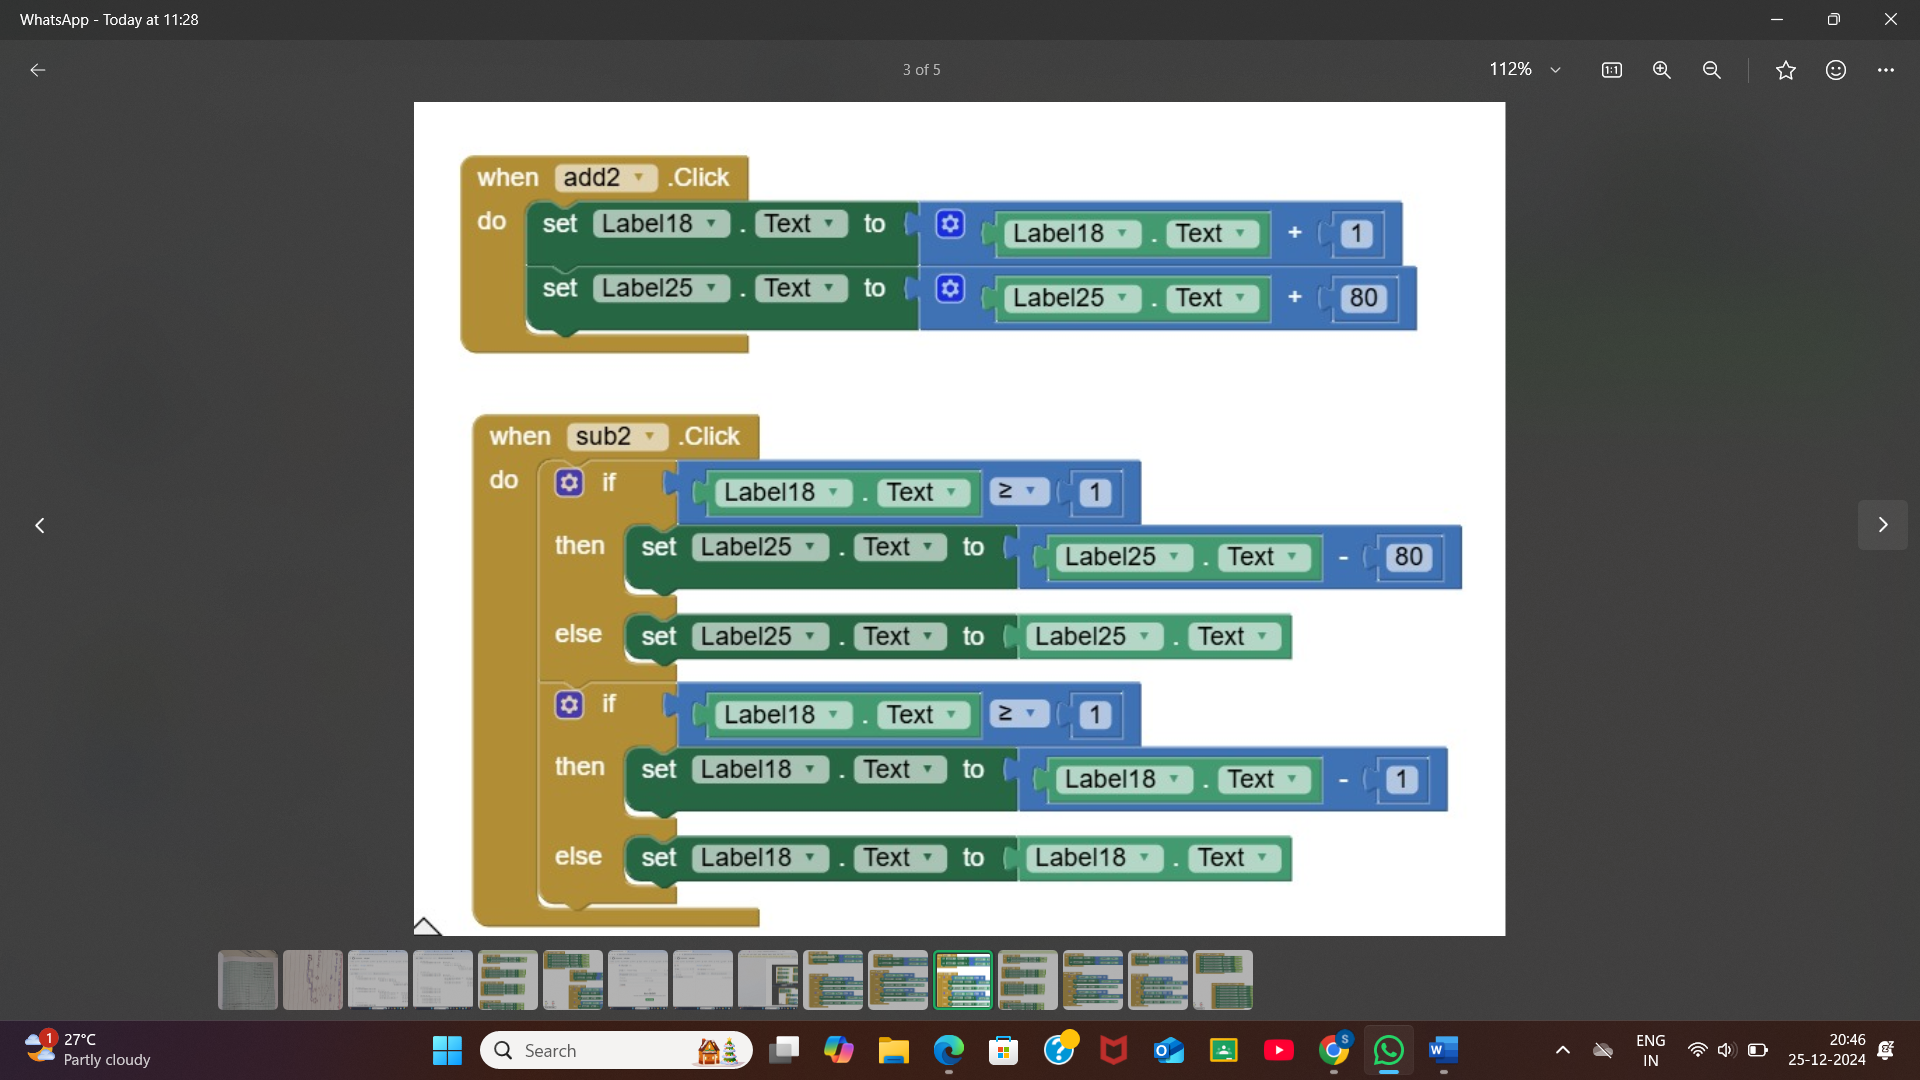 WhatsApp - Today at 11:28
3 of 5
112%
when add2 .Click
do set Label18 . Text to Label18 . Text + 1
set Label25 . Text to Label25 . Text + 80
when sub2 .Click
do if Label18 . Text ≥ 1
then set Label25 . Text to Label25 . Text - 80
else set Label25 . Text to Label25 . Text
if Label18 . Text ≥ 1
then set Label18 . Text to Label18 . Text - 1
else set Label18 . Text to Label18 . Text
1
27°C
Partly cloudy
Search
S
W
ENG
IN
20:46
25-12-2024